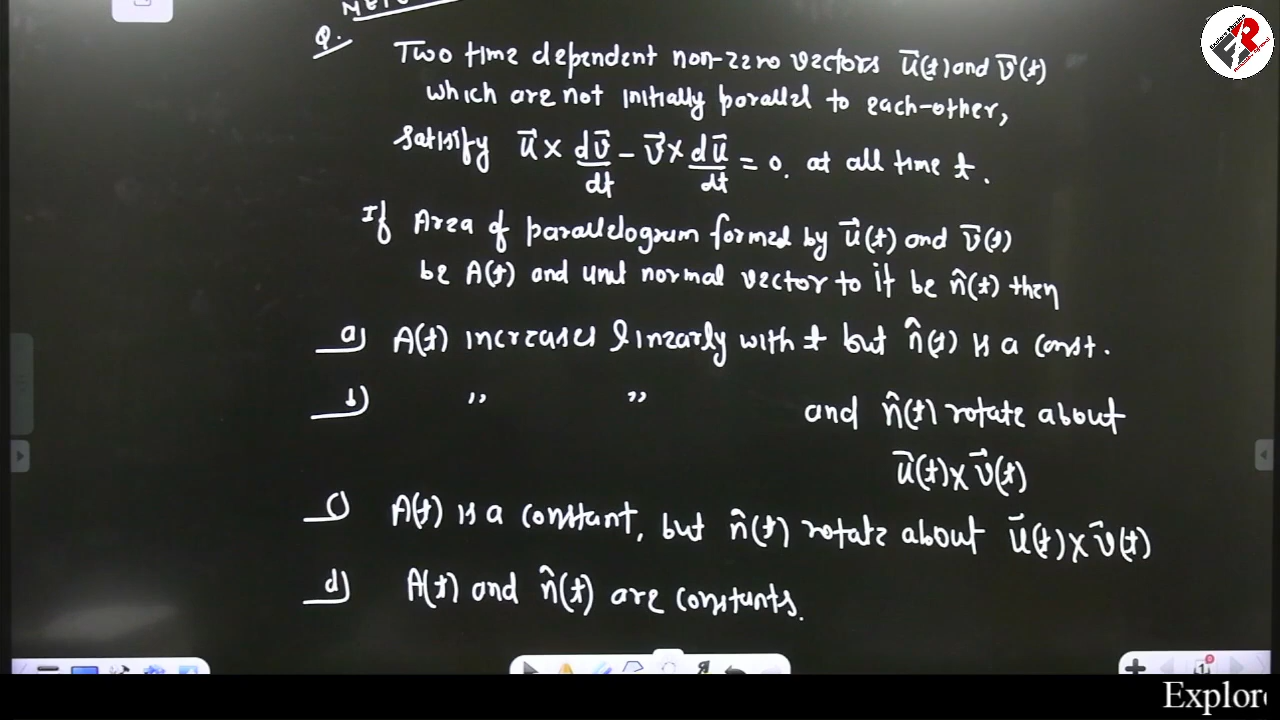 Q.
Two time dependent non-zero vectors u⃗(t) and v⃗(t)
which are not initially parallel to each-other,
satisfy u⃗ × dv⃗/dt - v⃗ × du⃗/dt = 0. at all time t.
If Area of parallelogram formed by u⃗(t) and v⃗(t)
be A(t) and unit normal vector to it be n̂(t) then
a) A(t) increases linearly with t but n̂(t) is a const.
b) " " and n̂(t) rotate about
u⃗(t) × v⃗(t)
c) A(t) is a constant, but n̂(t) rotate about u⃗(t) × v⃗(t)
d) A(t) and n̂(t) are constants.
1
Explore